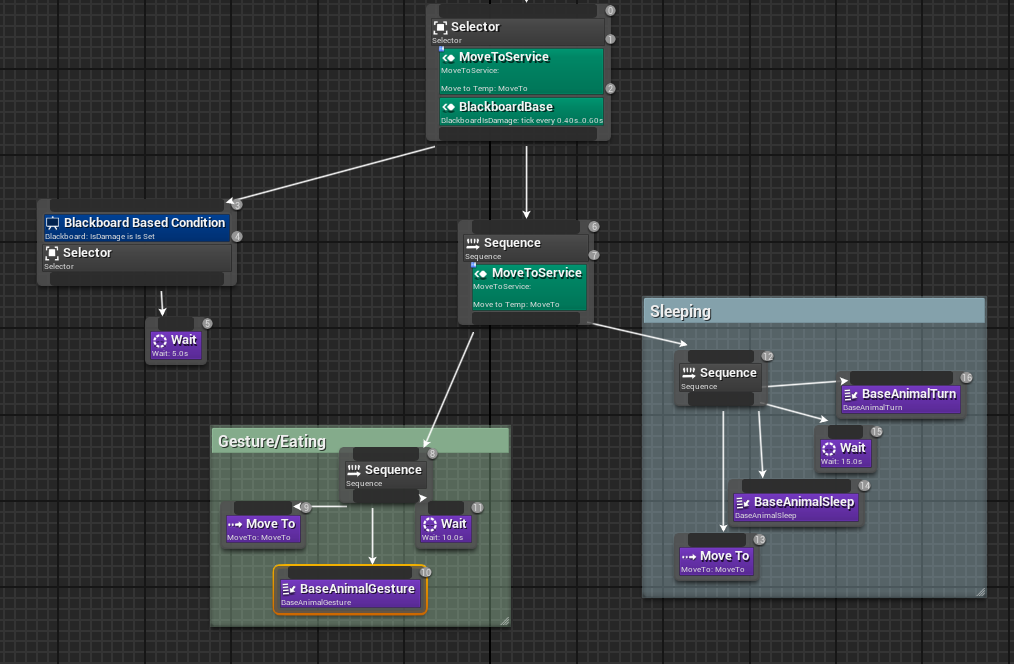 0
Selector
Selector
1
MoveToService
MoveToService:
Move to Temp: MoveTo
2
BlackboardBase
BlackboardIsDamage: tick every 0.40s..0.60s
3
Blackboard Based Condition
Blackboard: IsDamage is Is Set
4
Selector
Selector
5
Wait
Wait: 5.0s
6
Sequence
Sequence
7
MoveToService
MoveToService:
Move to Temp: MoveTo
Gesture/Eating
8
Sequence
Sequence
9
Move To
MoveTo: MoveTo
11
Wait
Wait: 10.0s
10
BaseAnimalGesture
BaseAnimalGesture
Sleeping
12
Sequence
Sequence
16
BaseAnimalTurn
BaseAnimalTurn
15
Wait
Wait: 15.0s
14
BaseAnimalSleep
BaseAnimalSleep
13
Move To
MoveTo: MoveTo